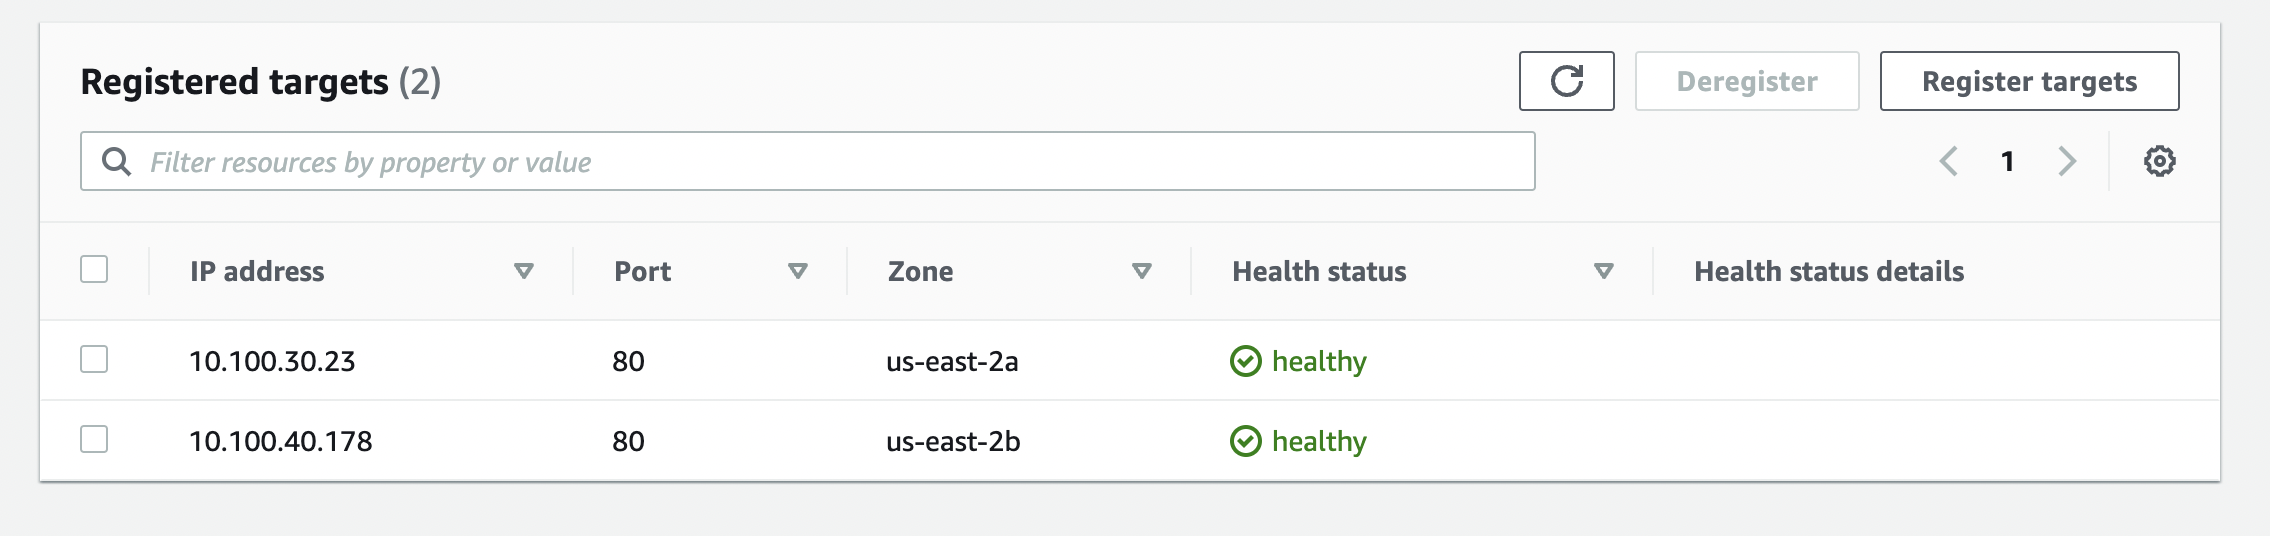 Registered targets (2)
Deregister
Register targets
Filter resources by property or value
1
IP address Port Zone Health status Health status details
10.100.30.23 80 us-east-2a healthy
10.100.40.178 80 us-east-2b healthy